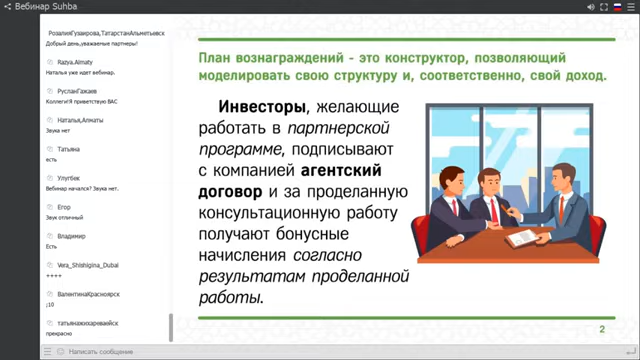 Вебинар Suhba
РозалияГузаирова,ТатарстанАльметьевск
Добрый день,уважаемые партнеры!
Razya.Almaty
Наталья уже идет вебинар.
РусланГажаев
Коллеги!Я приветствую ВАС
Наталья,Алматы
Звука нет
Татьяна
есть
Улугбек
Вебинар начался? Звука нет.
Егор
Звук отличный
Владимир
Есть
Vera_Shishigina_Dubai
++++
ВалентинаКрасноярск
¡10
татьянажихаркваейск
прекрасно
Написать сообщение
План вознаграждений - это конструктор, позволяющий
моделировать свою структуру и, соответственно, свой доход.
Инвесторы, желающие
работать в партнерской
программе, подписывают
с компанией агентский
договор и за проделанную
консультационную работу
получают бонусные
начисления согласно
результатам проделанной
работы.
2